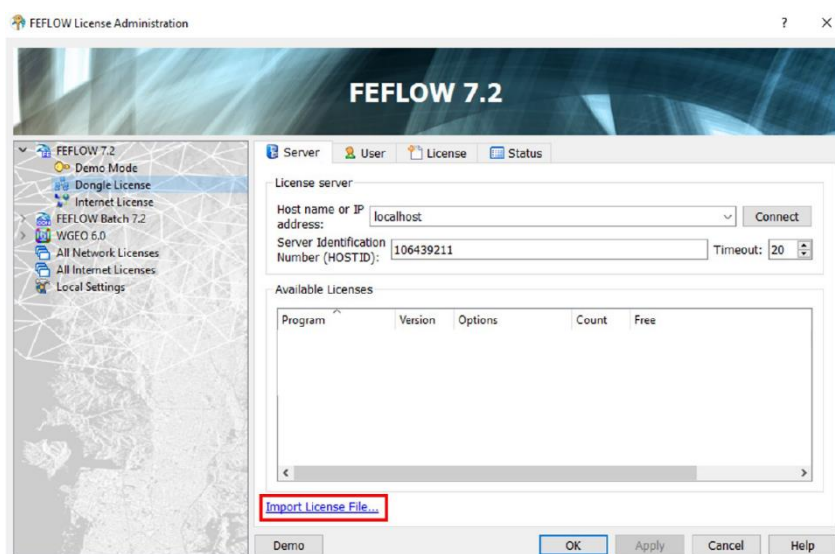 FEFLOW License Administration
?
FEFLOW 7.2
FEFLOW 7.2
Demo Mode
Dongle License
Internet License
FEFLOW Batch 7.2
WGEO 6.0
All Network Licenses
All Internet Licenses
Local Settings
Server User License Status
License server
Host name or IP address: localhost Connect
Server Identification Number (HOSTID): 106439211 Timeout: 20
Available Licenses
Program Version Options Count Free
Import License File...
Demo OK Apply Cancel Help